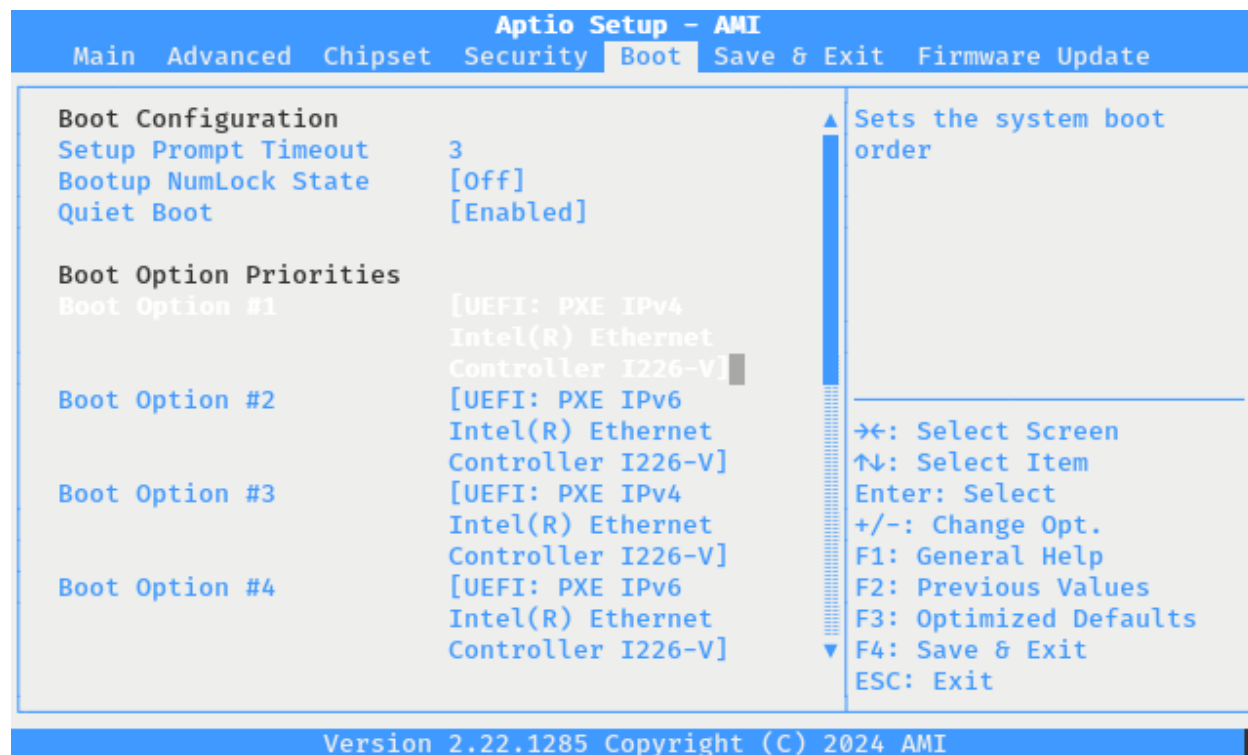 Aptio Setup – AMI
Main Advanced Chipset Security Boot Save & Exit Firmware Update
Boot Configuration
Setup Prompt Timeout 3
Bootup NumLock State [Off]
Quiet Boot [Enabled]
Boot Option Priorities
Boot Option #1 [UEFI: PXE IPv4
Intel(R) Ethernet
Controller I226-V]
Boot Option #2 [UEFI: PXE IPv6
Intel(R) Ethernet
Controller I226-V]
Boot Option #3 [UEFI: PXE IPv4
Intel(R) Ethernet
Controller I226-V]
Boot Option #4 [UEFI: PXE IPv6
Intel(R) Ethernet
Controller I226-V]
▲
▼
Sets the system boot
order
→←: Select Screen
↑↓: Select Item
Enter: Select
+/-: Change Opt.
F1: General Help
F2: Previous Values
F3: Optimized Defaults
F4: Save & Exit
ESC: Exit
Version 2.22.1285 Copyright (C) 2024 AMI